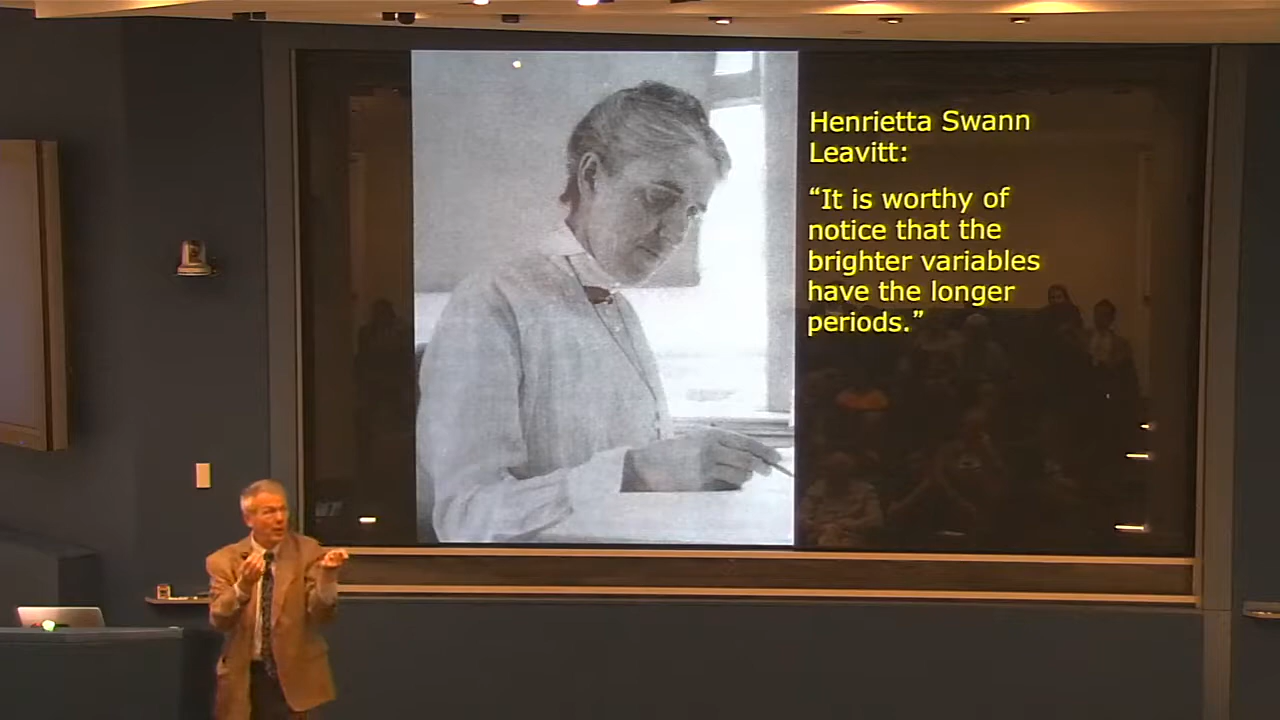 Henrietta Swann
Leavitt:
“It is worthy of
notice that the
brighter variables
have the longer
periods.”